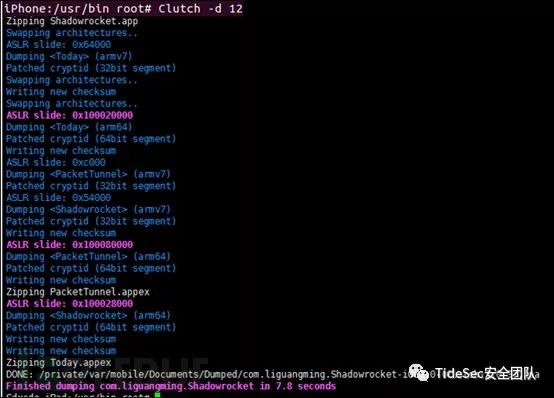 iPhone:/usr/bin root# Clutch -d 12
Zipping Shadowrocket.app
Swapping architectures..
ASLR slide: 0x64000
Dumping <Today> (armv7)
Patched cryptid (32bit segment)
Swapping architectures..
Writing new checksum
Swapping architectures..
ASLR slide: 0x100020000
Dumping <Today> (arm64)
Patched cryptid (64bit segment)
Writing new checksum
ASLR slide: 0xc000
Dumping <PacketTunnel> (armv7)
Patched cryptid (32bit segment)
ASLR slide: 0x54000
Dumping <Shadowrocket> (armv7)
Patched cryptid (32bit segment)
Writing new checksum
ASLR slide: 0x100080000
Dumping <PacketTunnel> (arm64)
Patched cryptid (64bit segment)
Writing new checksum
Zipping PacketTunnel.appex
ASLR slide: 0x100028000
Dumping <Shadowrocket> (arm64)
Patched cryptid (64bit segment)
Writing new checksum
Writing new checksum
Zipping Today.appex
DONE: /private/var/mobile/Documents/Dumped/com.liguangming.Shadowrocket
Finished dumping com.liguangming.Shadowrocket in 7.8 seconds
TideSec安全团队